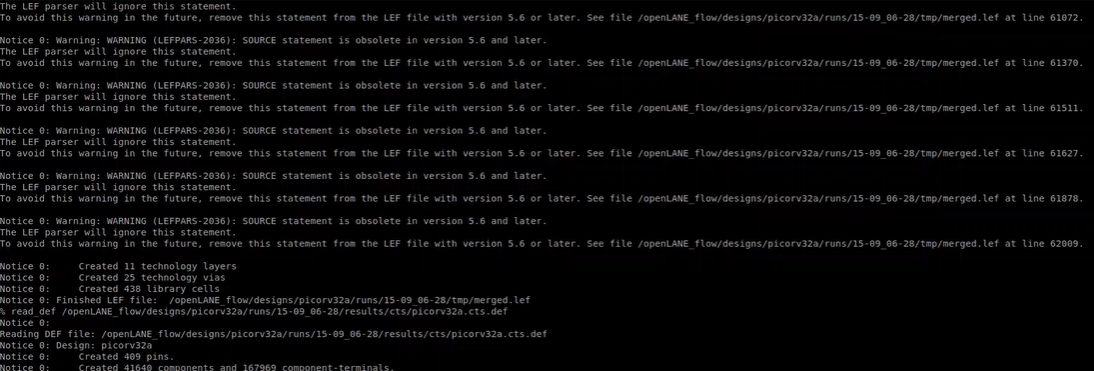 The LEF parser will ignore this statement.
To avoid this warning in the future, remove this statement from the LEF file with version 5.6 or later. See file /openLANE_flow/designs/picorv32a/runs/15-09_06-28/tmp/merged.lef at line 61072.
Notice 0: Warning: WARNING (LEFPARS-2036): SOURCE statement is obsolete in version 5.6 and later.
The LEF parser will ignore this statement.
To avoid this warning in the future, remove this statement from the LEF file with version 5.6 or later. See file /openLANE_flow/designs/picorv32a/runs/15-09_06-28/tmp/merged.lef at line 61370.
Notice 0: Warning: WARNING (LEFPARS-2036): SOURCE statement is obsolete in version 5.6 and later.
The LEF parser will ignore this statement.
To avoid this warning in the future, remove this statement from the LEF file with version 5.6 or later. See file /openLANE_flow/designs/picorv32a/runs/15-09_06-28/tmp/merged.lef at line 61511.
Notice 0: Warning: WARNING (LEFPARS-2036): SOURCE statement is obsolete in version 5.6 and later.
The LEF parser will ignore this statement.
To avoid this warning in the future, remove this statement from the LEF file with version 5.6 or later. See file /openLANE_flow/designs/picorv32a/runs/15-09_06-28/tmp/merged.lef at line 61627.
Notice 0: Warning: WARNING (LEFPARS-2036): SOURCE statement is obsolete in version 5.6 and later.
The LEF parser will ignore this statement.
To avoid this warning in the future, remove this statement from the LEF file with version 5.6 or later. See file /openLANE_flow/designs/picorv32a/runs/15-09_06-28/tmp/merged.lef at line 61878.
Notice 0: Warning: WARNING (LEFPARS-2036): SOURCE statement is obsolete in version 5.6 and later.
The LEF parser will ignore this statement.
To avoid this warning in the future, remove this statement from the LEF file with version 5.6 or later. See file /openLANE_flow/designs/picorv32a/runs/15-09_06-28/tmp/merged.lef at line 62009.
Notice 0:     Created 11 technology layers
Notice 0:     Created 25 technology vias
Notice 0:     Created 438 library cells
Notice 0: Finished LEF file:  /openLANE_flow/designs/picorv32a/runs/15-09_06-28/tmp/merged.lef
% read_def /openLANE_flow/designs/picorv32a/runs/15-09_06-28/results/cts/picorv32a.cts.def
Notice 0:
Reading DEF file: /openLANE_flow/designs/picorv32a/runs/15-09_06-28/results/cts/picorv32a.cts.def
Notice 0: Design: picorv32a
Notice 0:     Created 409 pins.
Notice 0:     Created 41640 components and 167969 component-terminals.